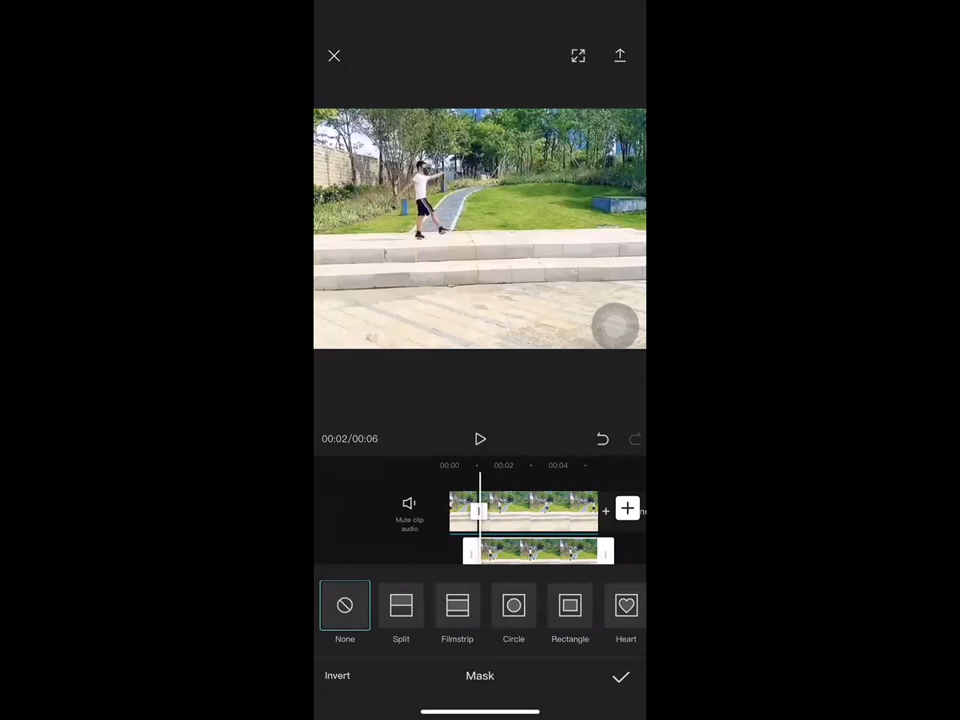 00:02/00:06
00:00 00:02 00:04
Mute clip
audio
None Split Filmstrip Circle Rectangle Heart
Invert Mask